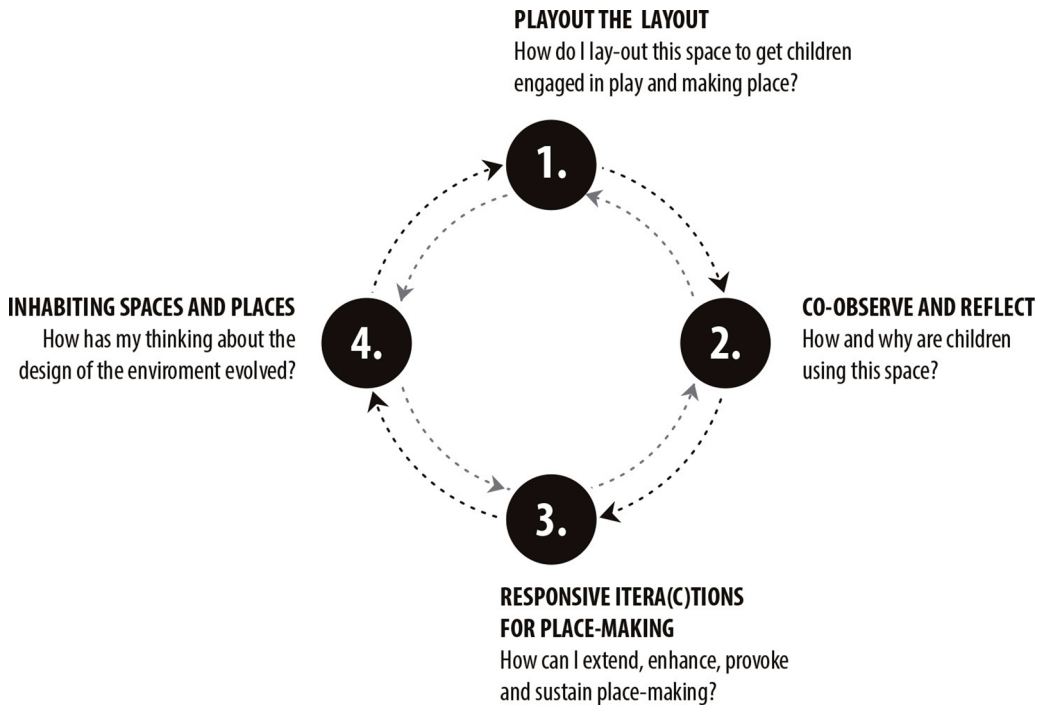 PLAYOUT THE LAYOUT
How do I lay-out this space to get children
engaged in play and making place?
1.
INHABITING SPACES AND PLACES
How has my thinking about the
design of the enviroment evolved?
4.
2.
CO-OBSERVE AND REFLECT
How and why are children
using this space?
3.
RESPONSIVE ITERA(C)TIONS
FOR PLACE-MAKING
How can I extend, enhance, provoke
and sustain place-making?